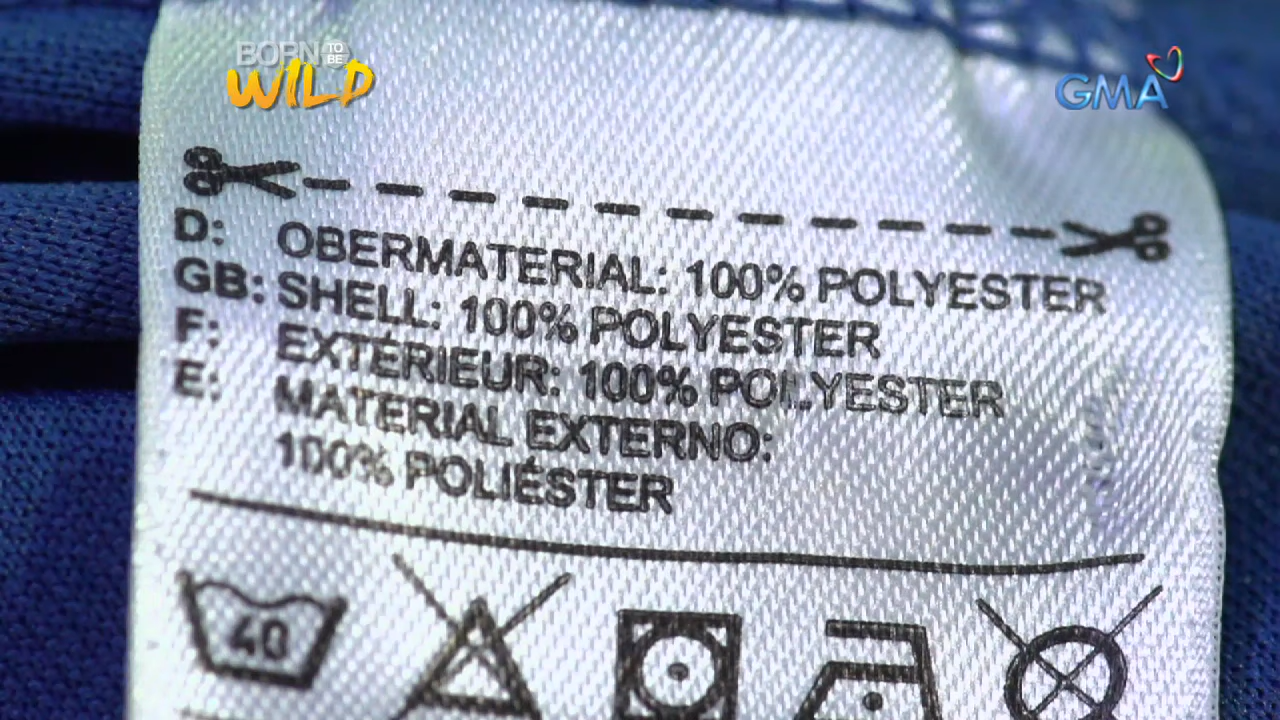 BORN TO BE
WILD
GMA
D: OBERMATERIAL: 100% POLYESTER
GB: SHELL: 100% POLYESTER
F: EXTÉRIEUR: 100% POLYESTER
E: MATERIAL EXTERNO:
100% POLIÉSTER
40